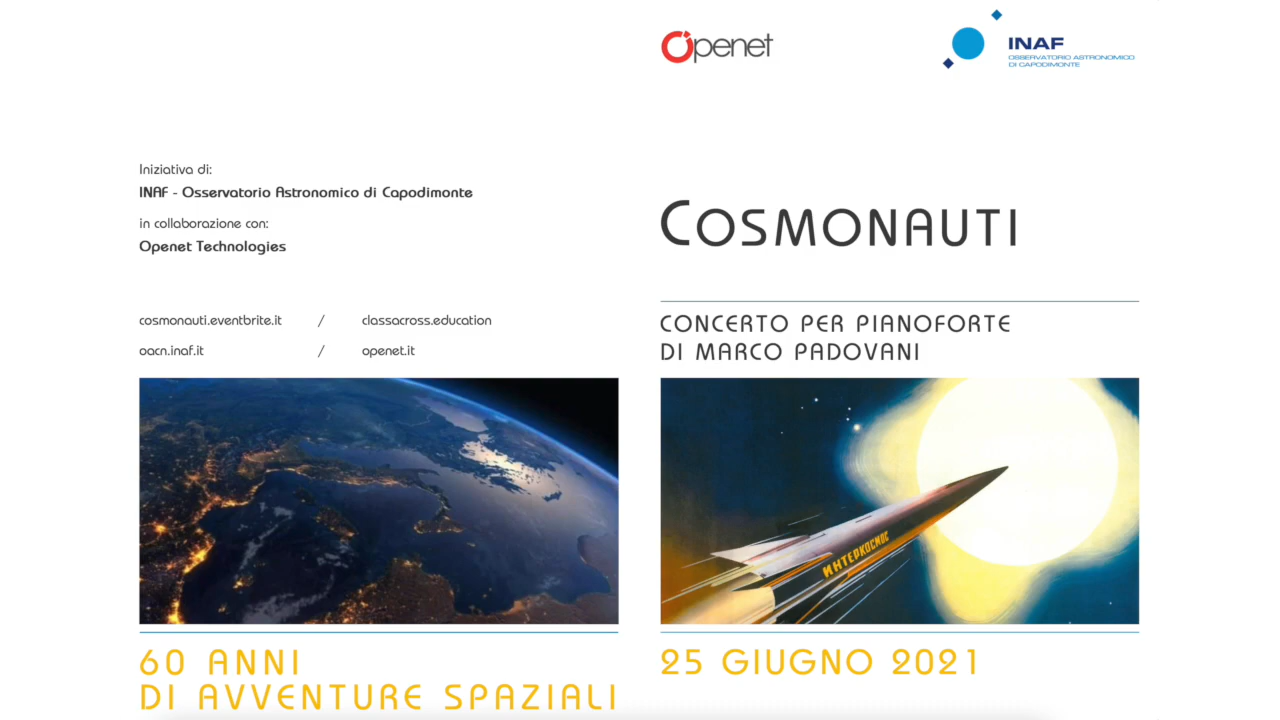 Openet
INAF
OSSERVATORIO ASTRONOMICO
DI CAPODIMONTE
Iniziativa di:
INAF - Osservatorio Astronomico di Capodimonte
in collaborazione con:
Openet Technologies
cosmonauti.eventbrite.it / classacross.education
oacn.inaf.it / openet.it
COSMONAUTI
CONCERTO PER PIANOFORTE
DI MARCO PADOVANI
ИНТЕРКОСМОС
60 ANNI
DI AVVENTURE SPAZIALI
25 GIUGNO 2021